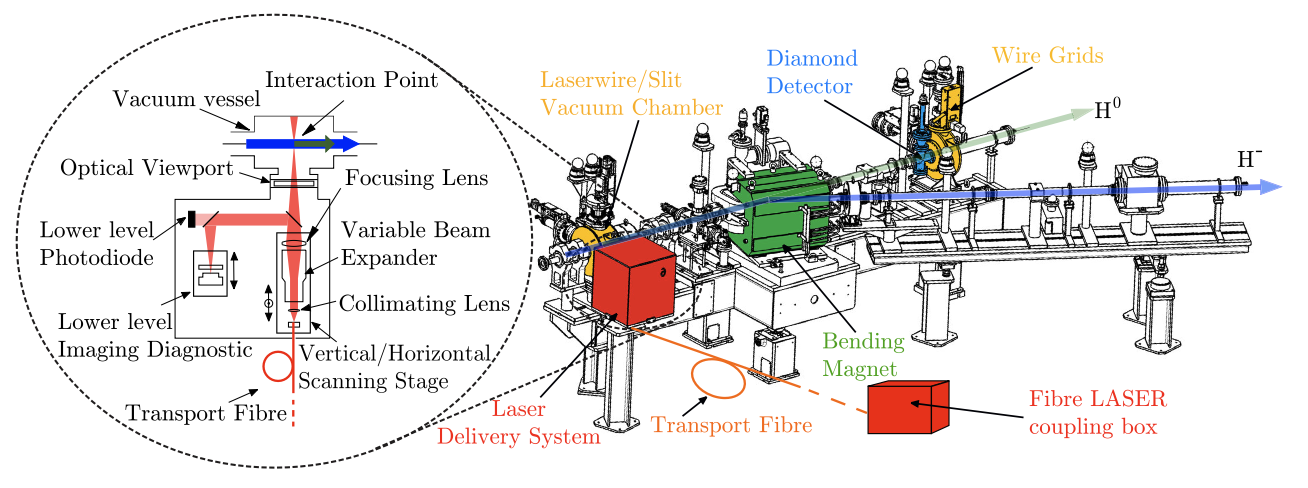 Interaction Point
Vacuum vessel
Optical Viewport
Focusing Lens
Lower level
Photodiode
Variable Beam
Expander
Collimating Lens
Lower level
Imaging Diagnostic
Vertical/Horizontal
Scanning Stage
Transport Fibre
Laserwire/Slit
Vacuum Chamber
Diamond
Detector
Wire Grids
H⁰
H⁻
Bending
Magnet
Laser
Delivery System
Transport Fibre
Fibre LASER
coupling box